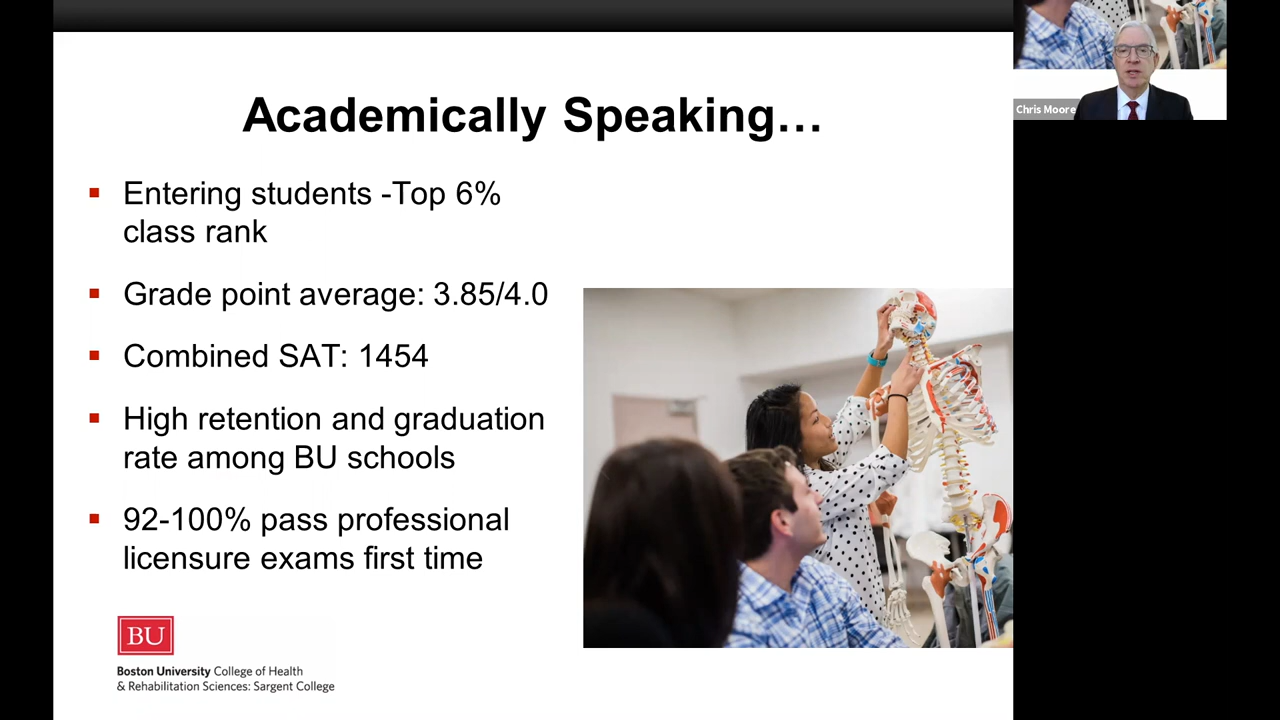 Academically Speaking…
Chris Moore
▪ Entering students -Top 6%
class rank
▪ Grade point average: 3.85/4.0
▪ Combined SAT: 1454
▪ High retention and graduation
rate among BU schools
▪ 92-100% pass professional
licensure exams first time
BU
Boston University College of Health
& Rehabilitation Sciences: Sargent College